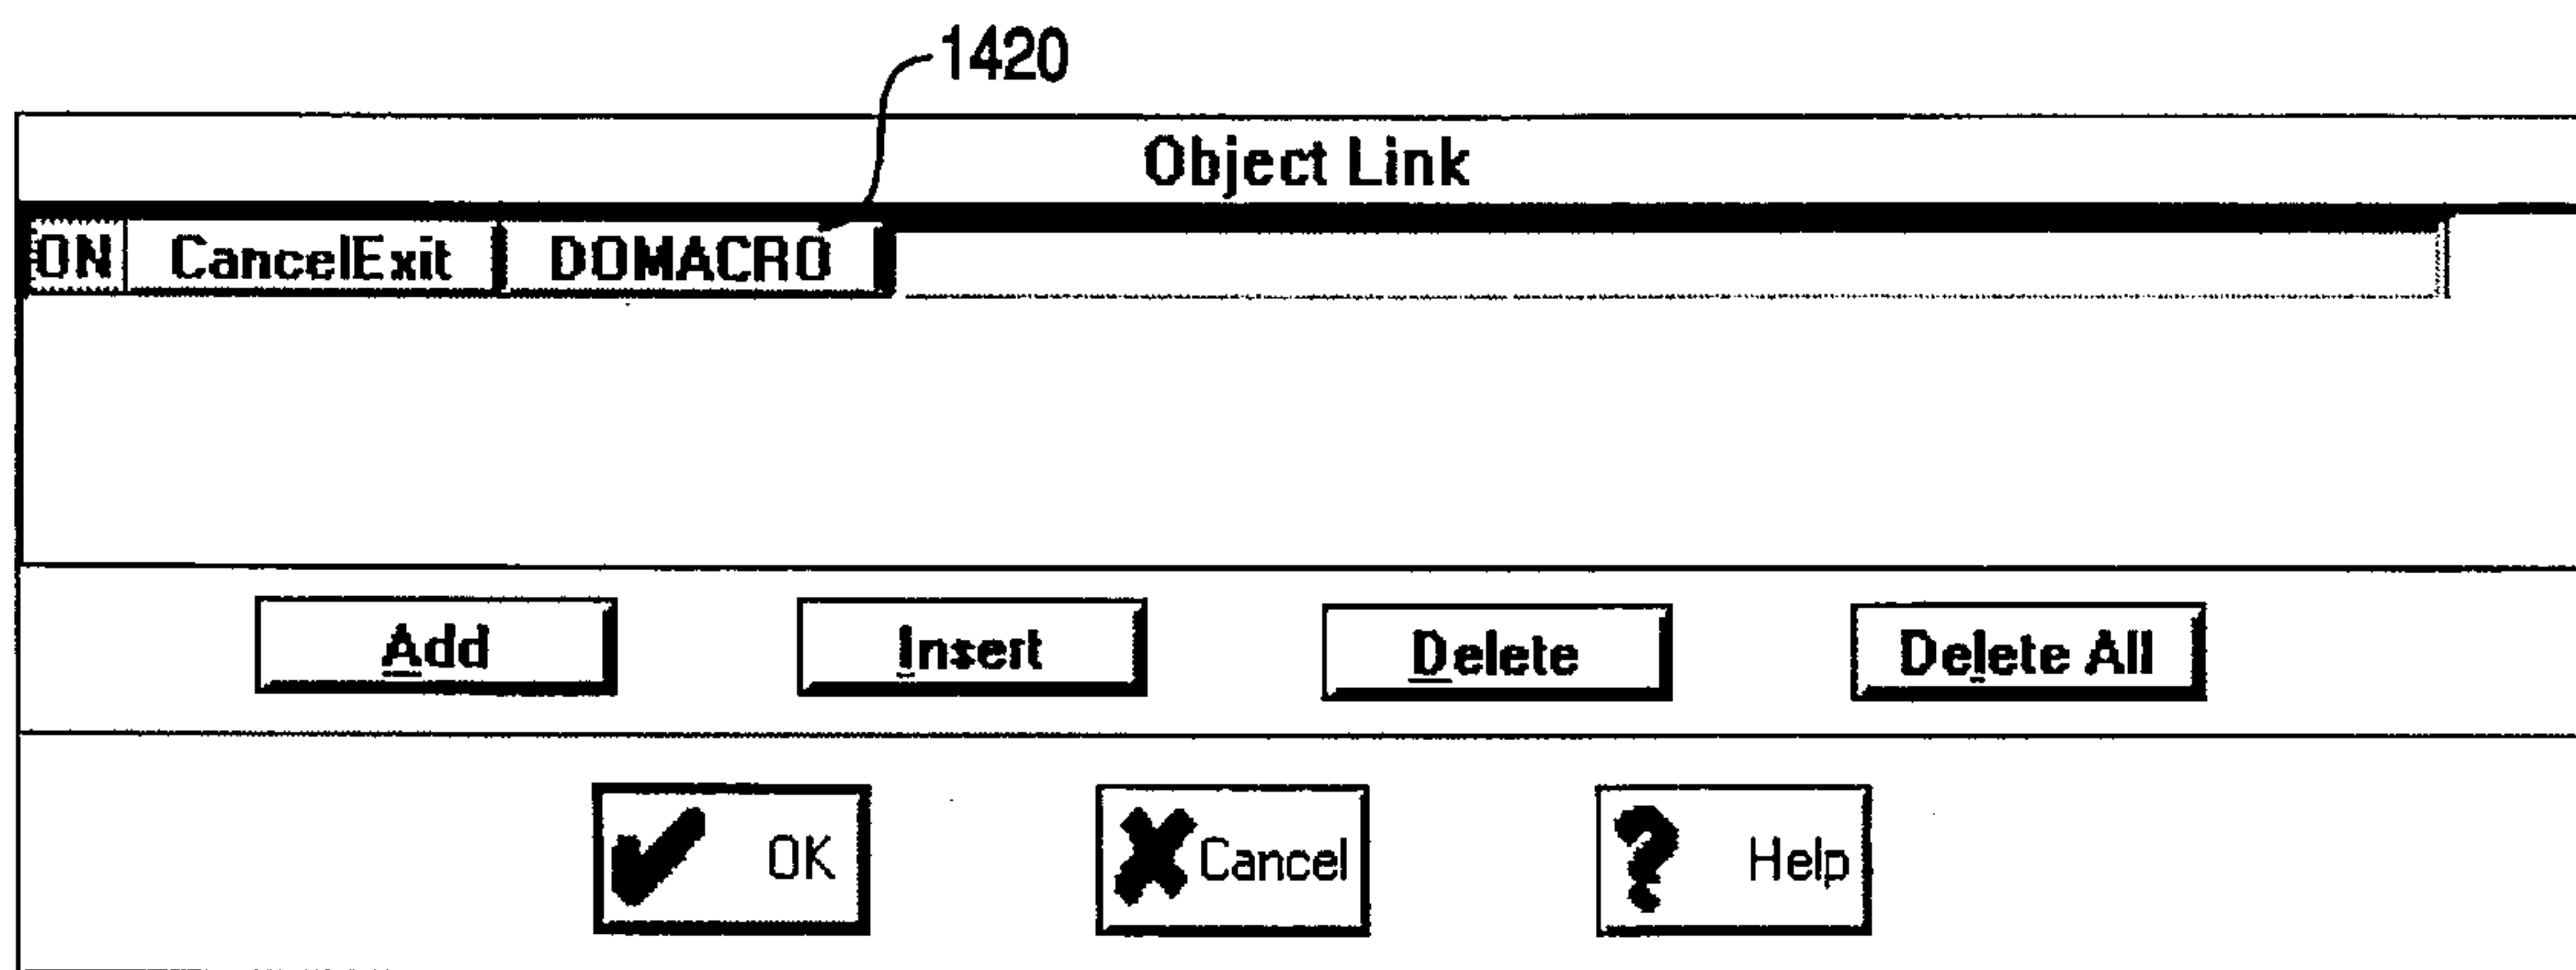 1420
Object Link
ON CancelExit DOMACRO
Add Insert Delete Delete All
OK Cancel Help